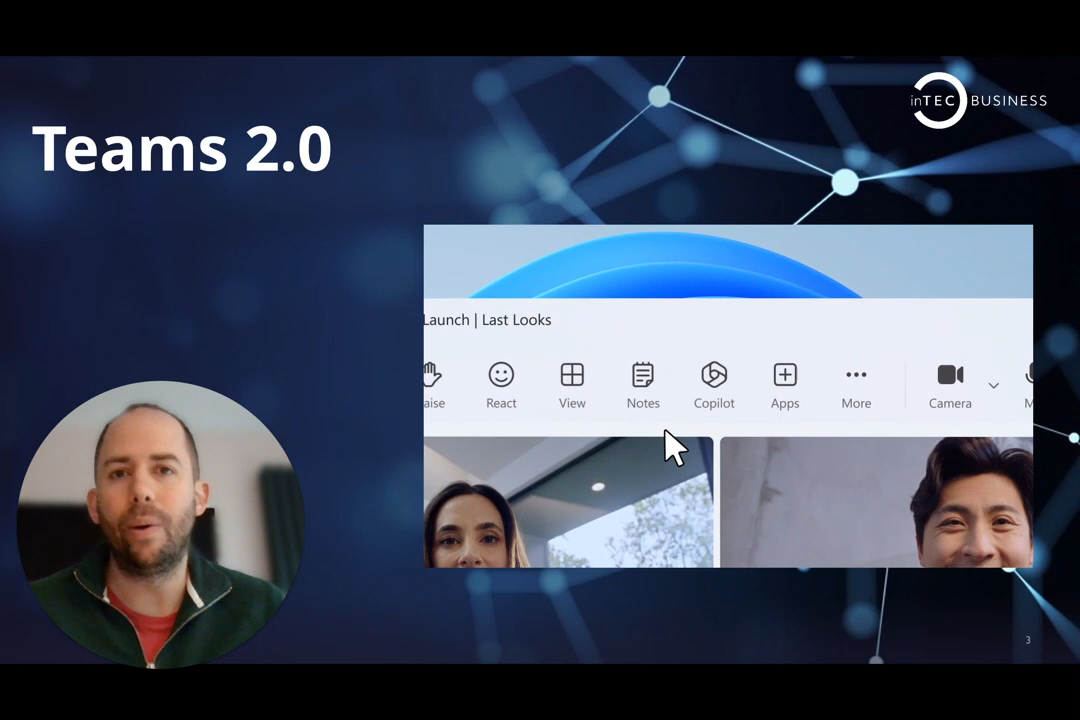 inTEC BUSINESS
Teams 2.0
Launch | Last Looks
aise React View Notes Copilot Apps More Camera M
3